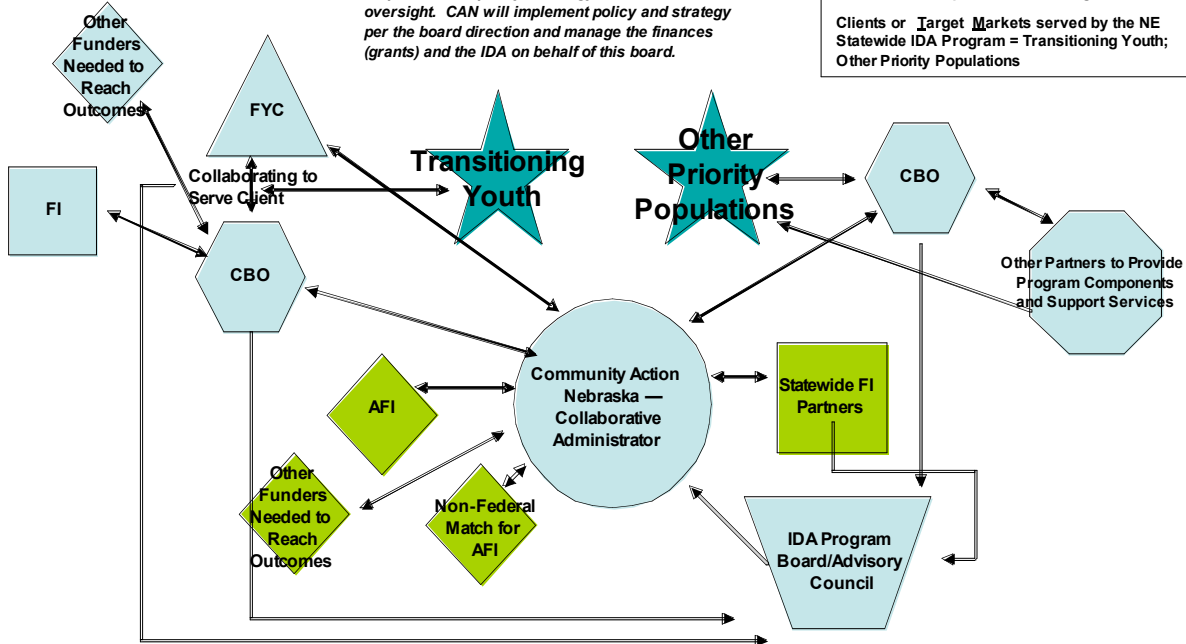 oversight.  CAN will implement policy and strategy
per the board direction and manage the finances
(grants) and the IDA on behalf of this board.
Clients or Target Markets served by the NE
Statewide IDA Program = Transitioning Youth;
Other Priority Populations
Other
Funders
Needed to
Reach
Outcomes
FYC
Transitioning
Youth
Other
Priority
Populations
CBO
Collaborating to
Serve Client
FI
CBO
Other Partners to Provide
Program Components
and Support Services
Community Action
Nebraska —
Collaborative
Administrator
Statewide FI
Partners
AFI
Other
Funders
Needed to
Reach
Outcomes
Non-Federal
Match for
AFI
IDA Program
Board/Advisory
Council